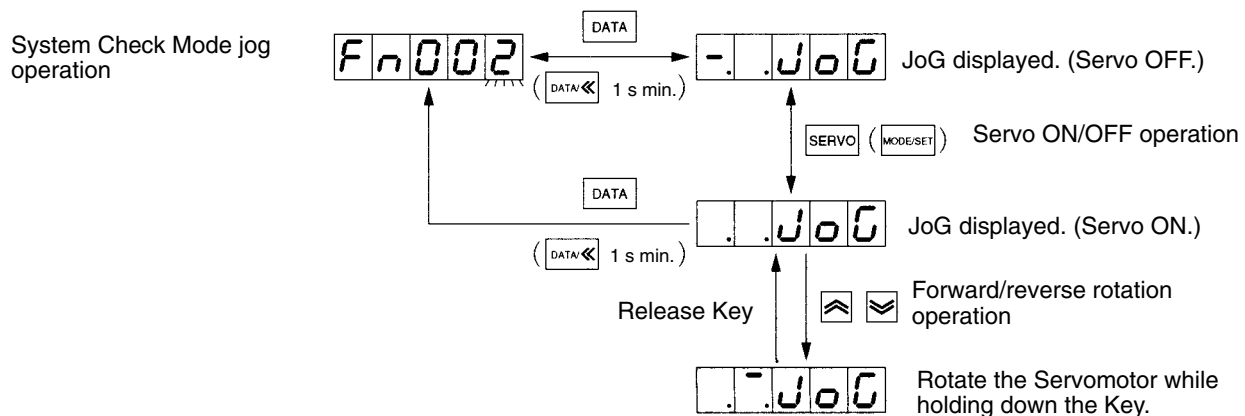 System Check Mode jog
operation
Fn002
DATA
(DATA/≪ 1 s min.)
-. .JoG
JoG displayed. (Servo OFF.)
SERVO (MODE/SET)
Servo ON/OFF operation
DATA
(DATA/≪ 1 s min.)
. .JoG
JoG displayed. (Servo ON.)
Release Key
Forward/reverse rotation
operation
. ¯.JoG
Rotate the Servomotor while
holding down the Key.